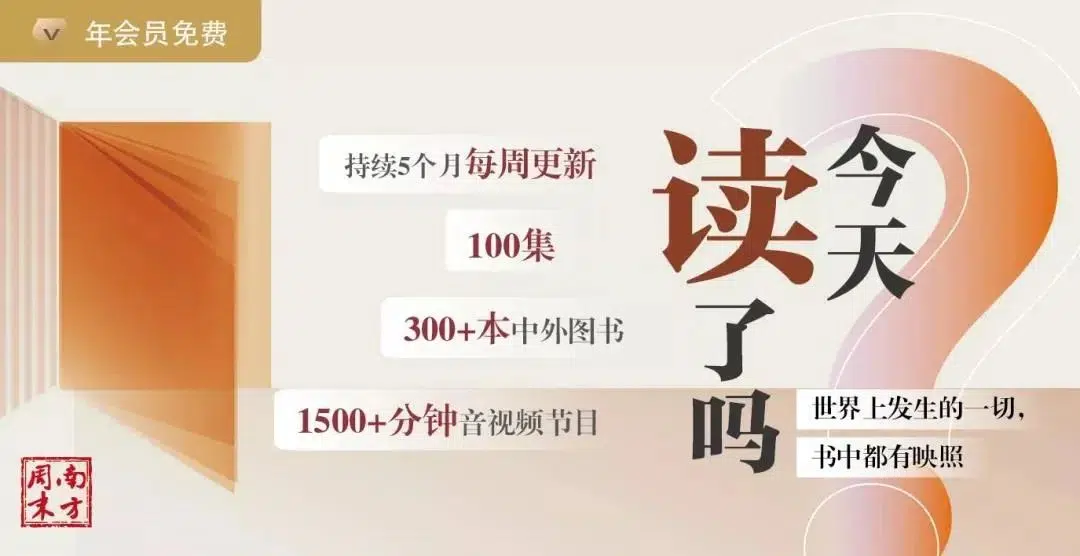 年会员免费
持续5个月每周更新
100集
300+本中外图书
1500+分钟音视频节目
今天
读了吗
世界上发生的一切，
书中都有映照
南方
周末